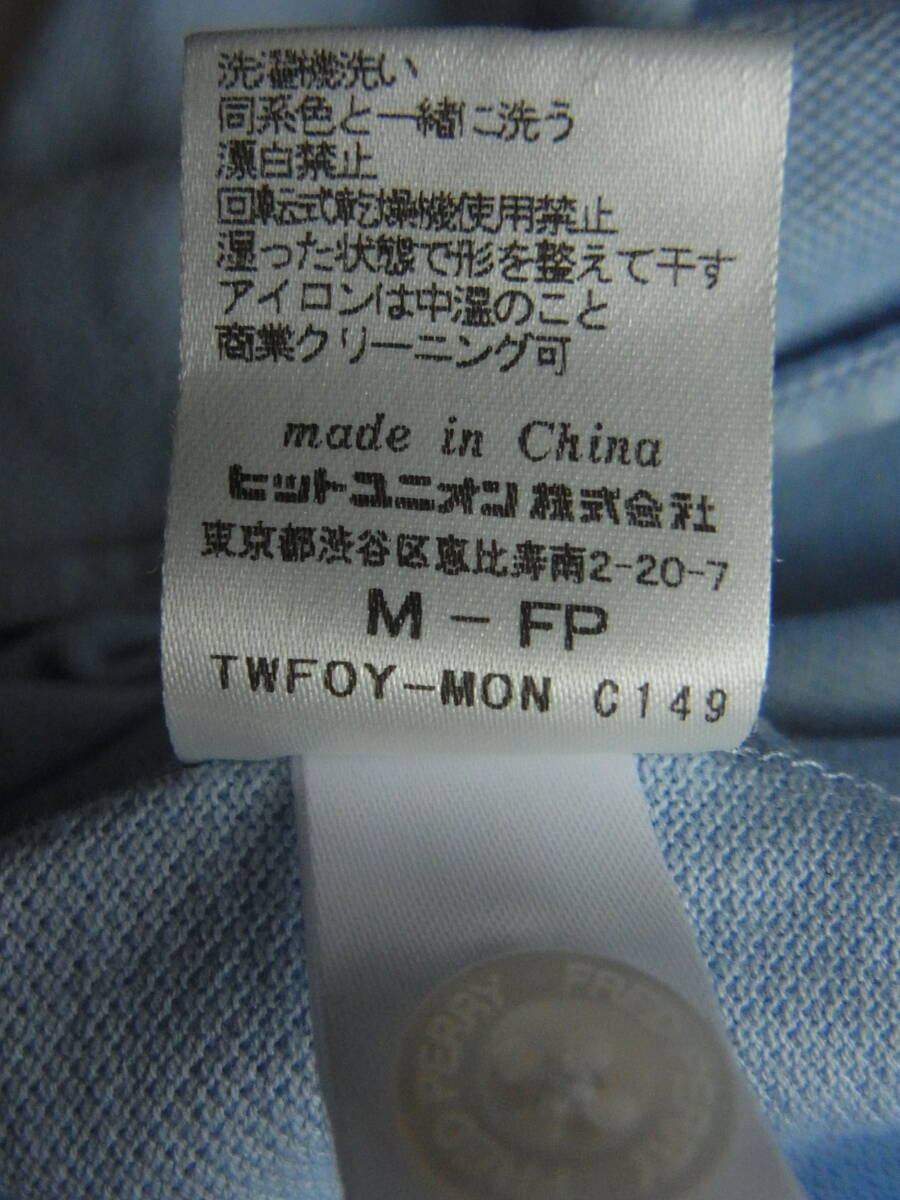 洗濯機洗い
同系色と一緒に洗う
漂白禁止
回転式乾燥機使用禁止
湿った状態で形を整えて干す
アイロンは中温のこと
商業クリーニング可
made in China
ヒットユニオン株式会社
東京都渋谷区恵比寿南2-20-7
M-FP
TWFOY-MON C149
FRED PERRY
FRED PERRY